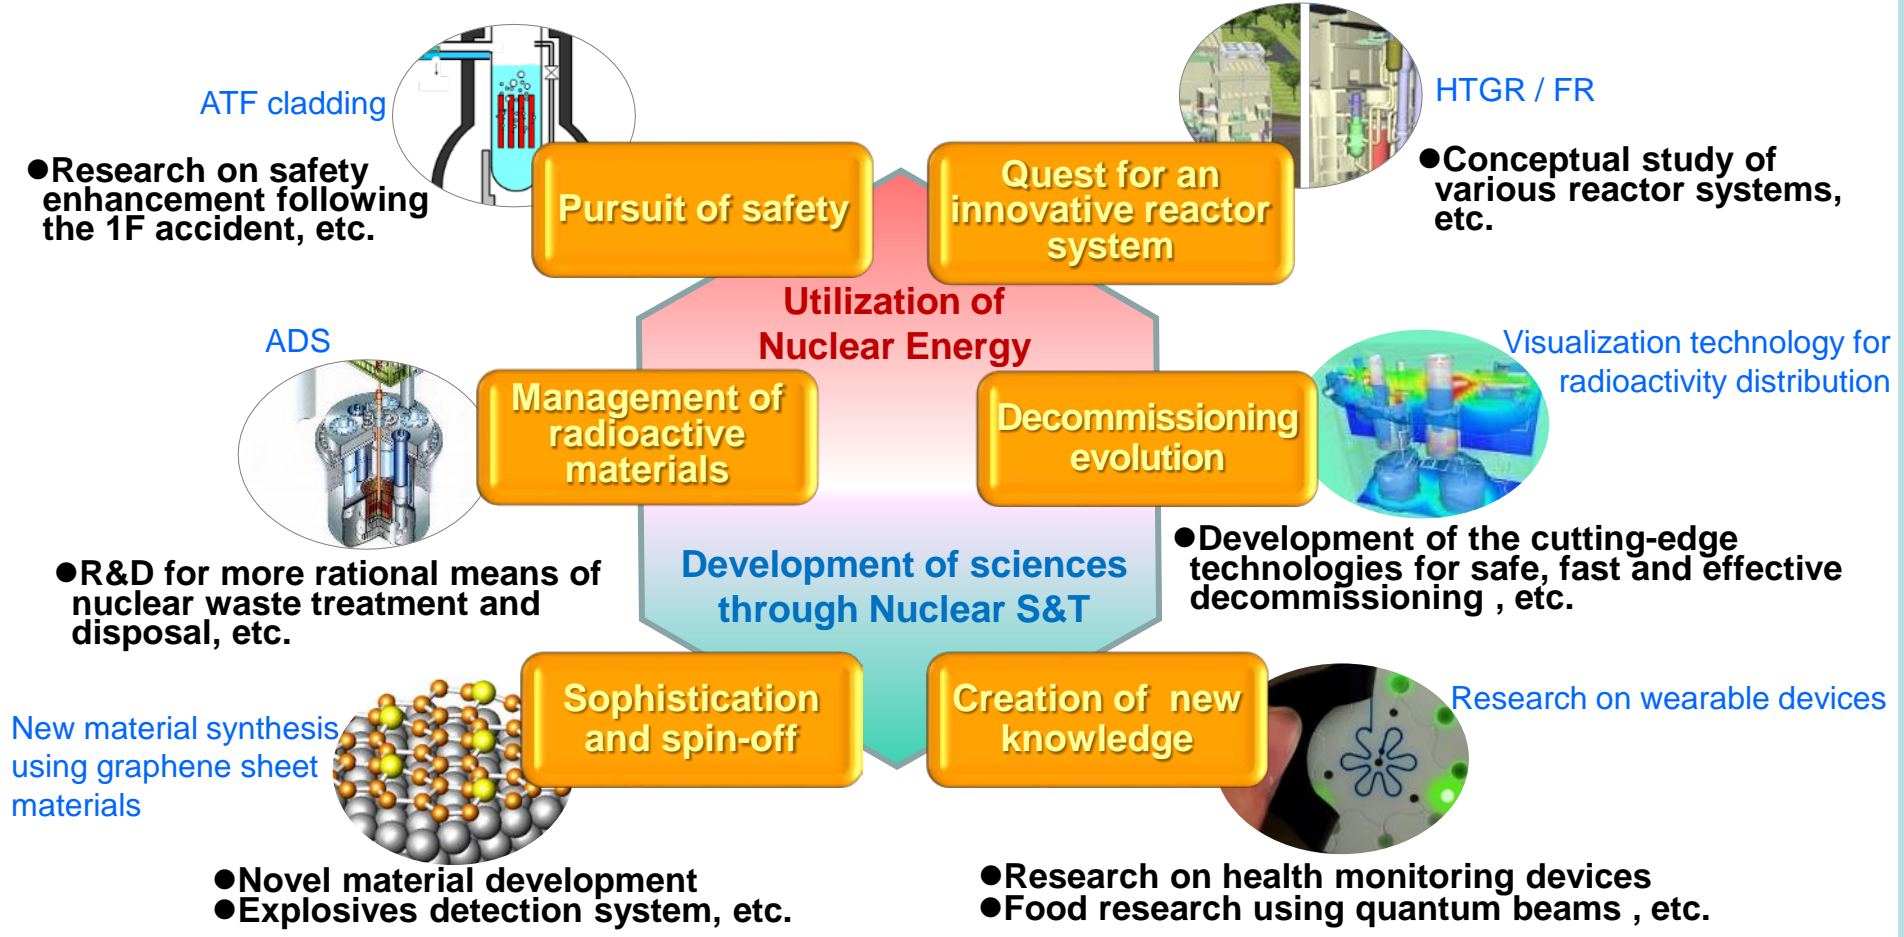 ATF cladding
●Research on safety
enhancement following
the 1F accident, etc.
Pursuit of safety
HTGR / FR
●Conceptual study of
various reactor systems,
etc.
Quest for an
innovative reactor
system
Utilization of
Nuclear Energy
ADS
Management of
radioactive
materials
●R&D for more rational means of
nuclear waste treatment and
disposal, etc.
Visualization technology for
radioactivity distribution
Decommissioning
evolution
●Development of the cutting-edge
technologies for safe, fast and effective
decommissioning , etc.
Development of sciences
through Nuclear S&T
New material synthesis
using graphene sheet
materials
Sophistication
and spin-off
●Novel material development
●Explosives detection system, etc.
Creation of new
knowledge
Research on wearable devices
●Research on health monitoring devices
●Food research using quantum beams , etc.